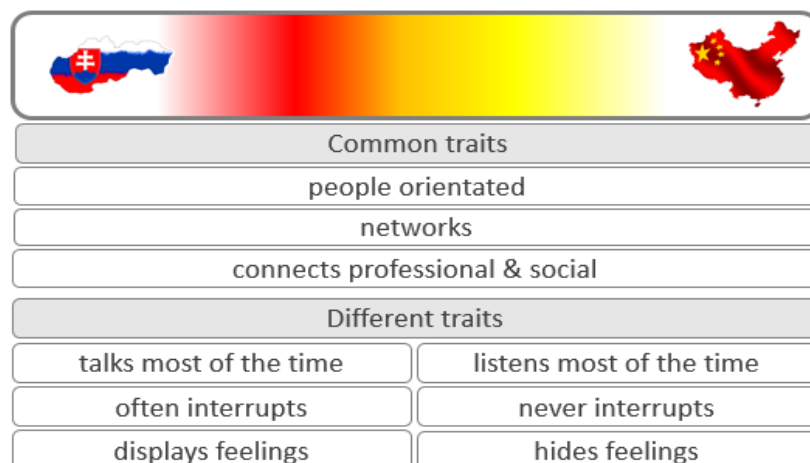 Common traits
people orientated
networks
connects professional & social
Different traits
talks most of the time listens most of the time
often interrupts never interrupts
displays feelings hides feelings